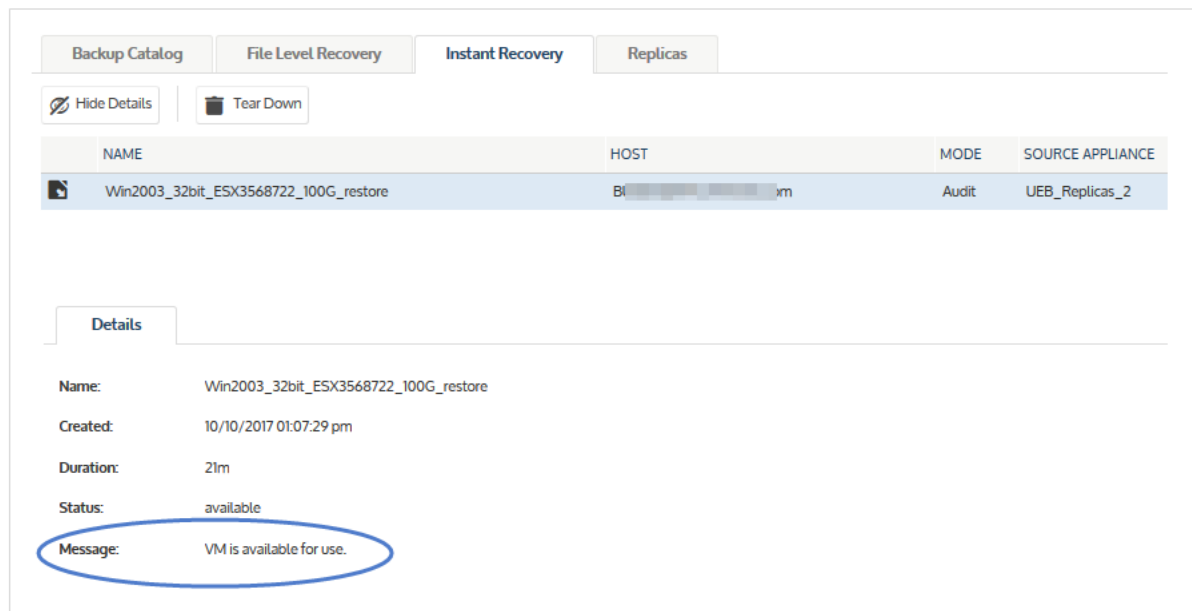 Backup Catalog File Level Recovery Instant Recovery Replicas
Hide Details Tear Down
NAME HOST MODE SOURCE APPLIANCE
Win2003_32bit_ESX3568722_100G_restore Audit UEB_Replicas_2
Details
Name: Win2003_32bit_ESX3568722_100G_restore
Created: 10/10/2017 01:07:29 pm
Duration: 21m
Status: available
Message: VM is available for use.